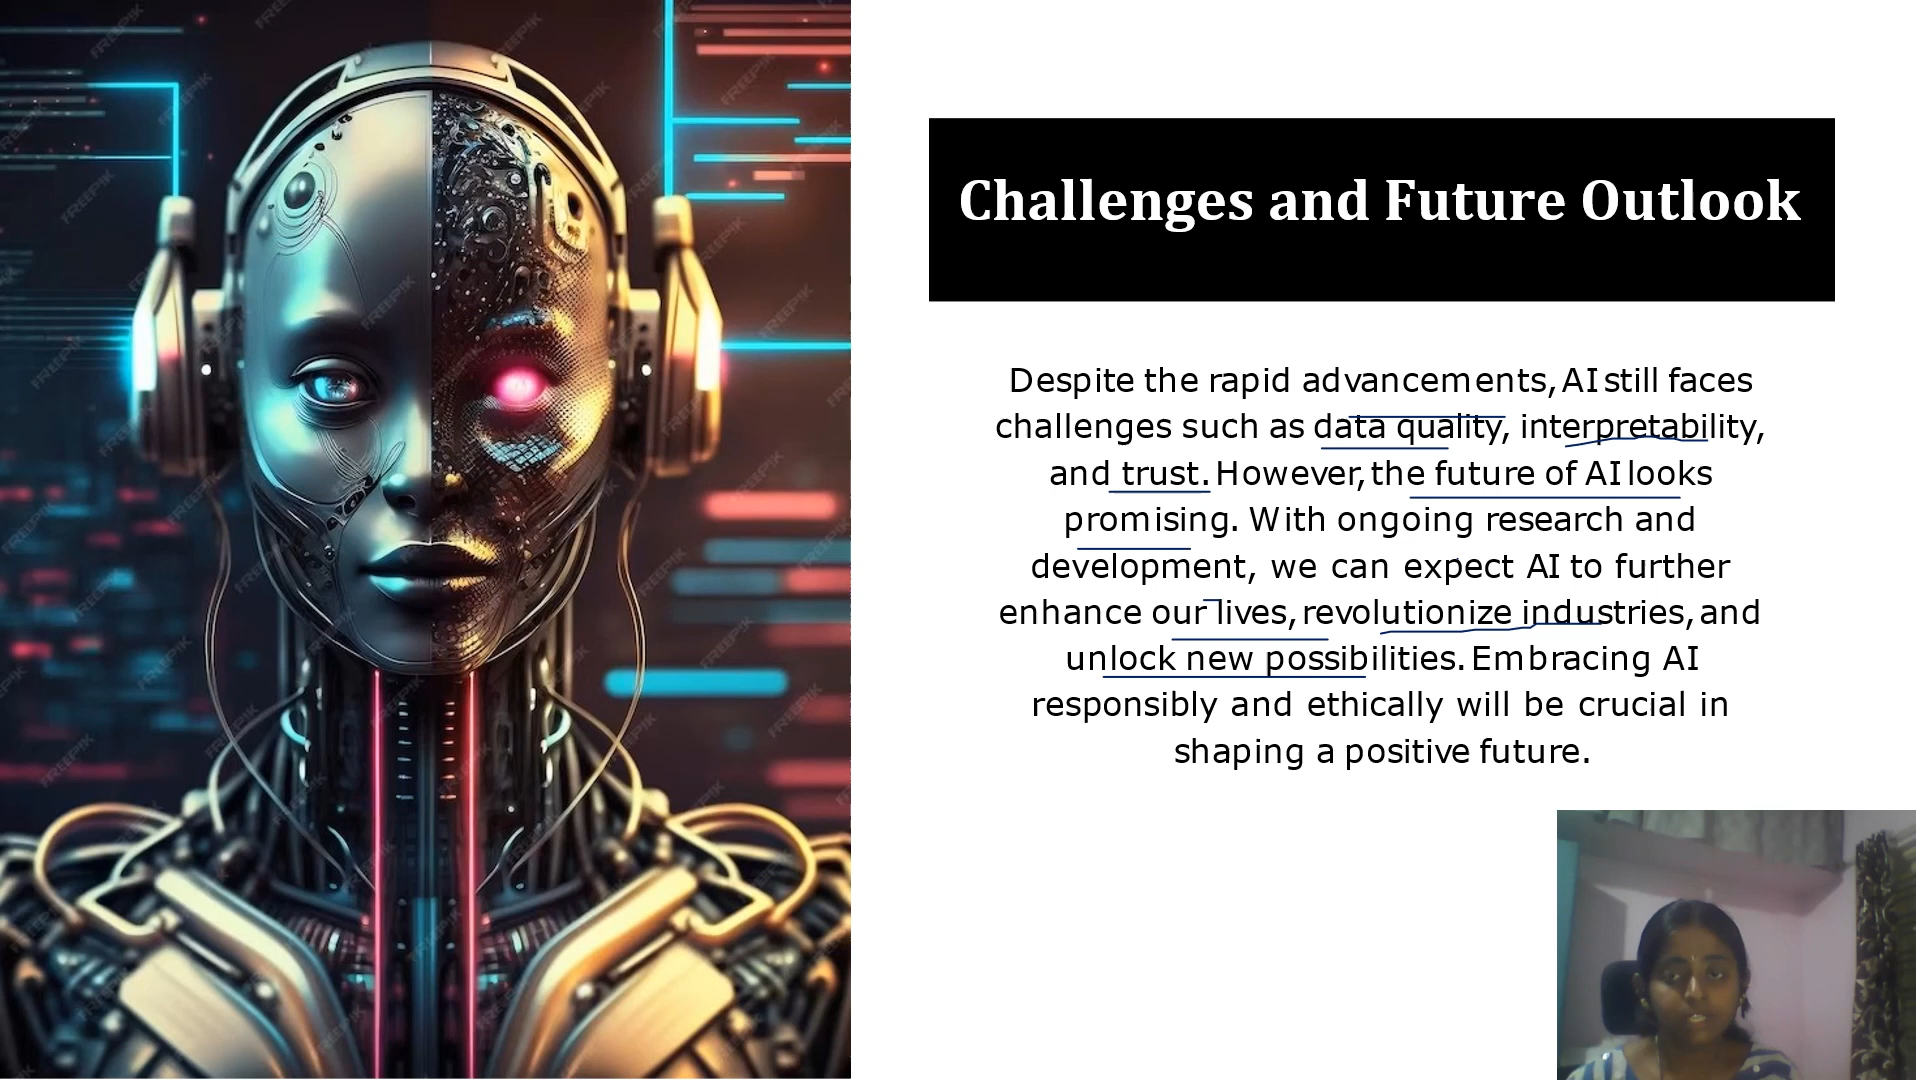 Challenges and Future Outlook
Despite the rapid advancements, AI still faces
challenges such as data quality, interpretability,
and trust. However, the future of AI looks
promising. With ongoing research and
development, we can expect AI to further
enhance our lives, revolutionize industries, and
unlock new possibilities. Embracing AI
responsibly and ethically will be crucial in
shaping a positive future.